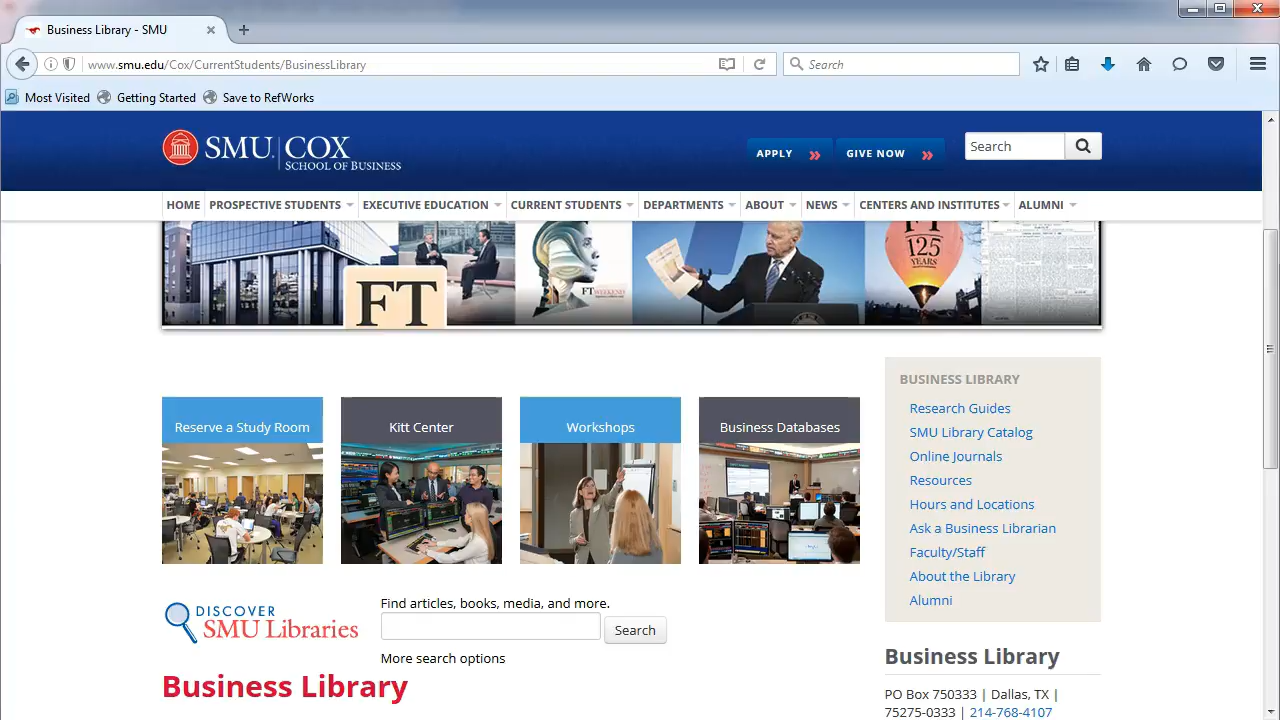 Business Library - SMU
www.smu.edu/Cox/CurrentStudents/BusinessLibrary
Search
Most Visited
Getting Started
Save to RefWorks
SMU COX
SCHOOL OF BUSINESS
APPLY
GIVE NOW
Search
HOME
PROSPECTIVE STUDENTS
EXECUTIVE EDUCATION
CURRENT STUDENTS
DEPARTMENTS
ABOUT
NEWS
CENTERS AND INSTITUTES
ALUMNI
FT
FTWEEKEND
FT
125
YEARS
BUSINESS LIBRARY
Research Guides
SMU Library Catalog
Online Journals
Resources
Hours and Locations
Ask a Business Librarian
Faculty/Staff
About the Library
Alumni
Reserve a Study Room
Kitt Center
Workshops
Business Databases
DISCOVER
SMU Libraries
Find articles, books, media, and more.
Search
More search options
Business Library
Business Library
PO Box 750333 | Dallas, TX |
75275-0333 | 214-768-4107